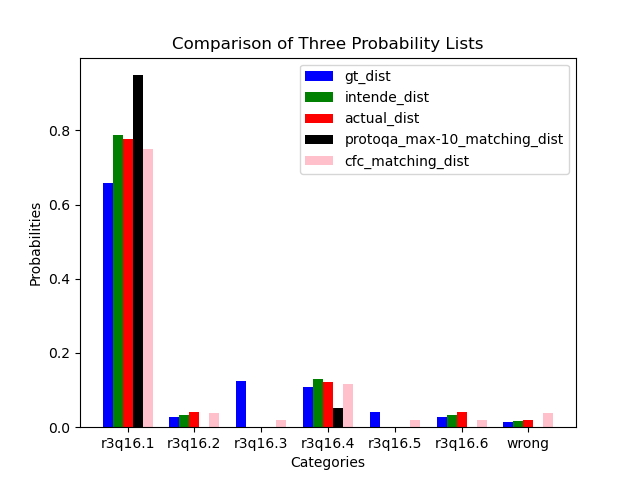 Comparison of Three Probability Lists
gt_dist
intende_dist
actual_dist
protoqa_max-10_matching_dist
cfc_matching_dist
Probabilities
0.8
0.6
0.4
0.2
0.0
r3q16.1 r3q16.2 r3q16.3 r3q16.4 r3q16.5 r3q16.6 wrong
Categories